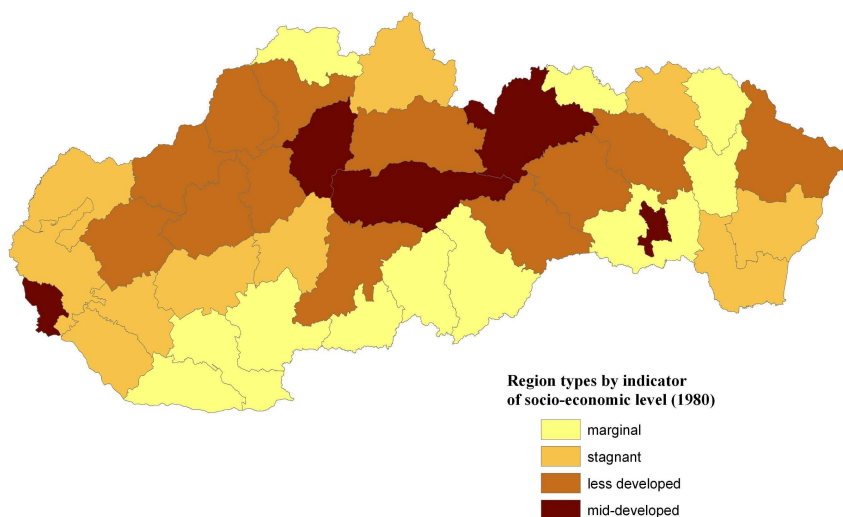 Region types by indicator
of socio-economic level (1980)
marginal
stagnant
less developed
mid-developed